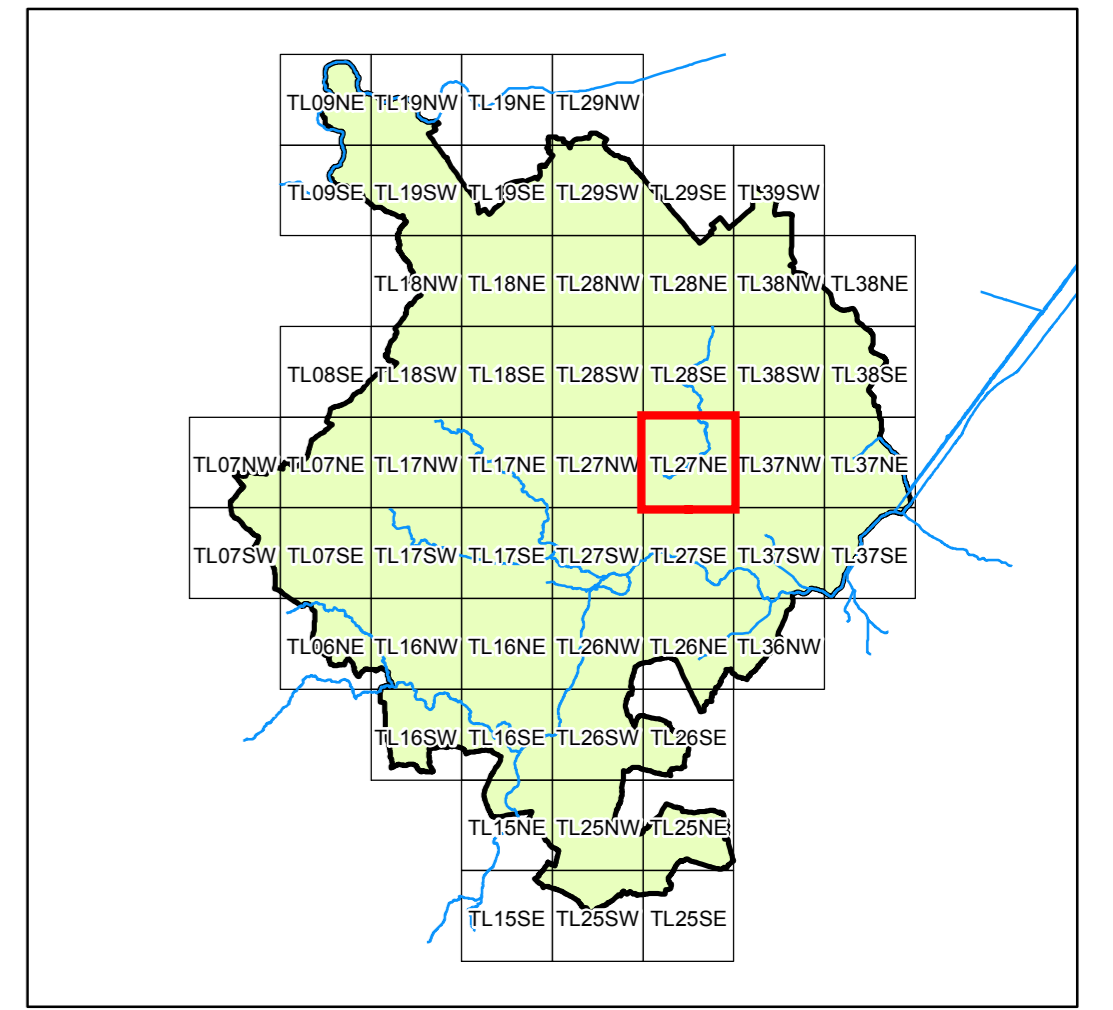 TL09NE TL19NW TL19NE TL29NW
TL09SE TL19SW TL19SE TL29SW TL29SE TL39SW
TL18NW TL18NE TL28NW TL28NE TL38NW TL38NE
TL08SE TL18SW TL18SE TL28SW TL28SE TL38SW TL38SE
TL07NW TL07NE TL17NW TL17NE TL27NW TL27NE TL37NW TL37NE
TL07SW TL07SE TL17SW TL17SE TL27SW TL27SE TL37SW TL37SE
TL06NE TL16NW TL16NE TL26NW TL26NE TL36NW
TL16SW TL16SE TL26SW TL26SE
TL15NE TL25NW TL25NE
TL15SE TL25SW TL25SE